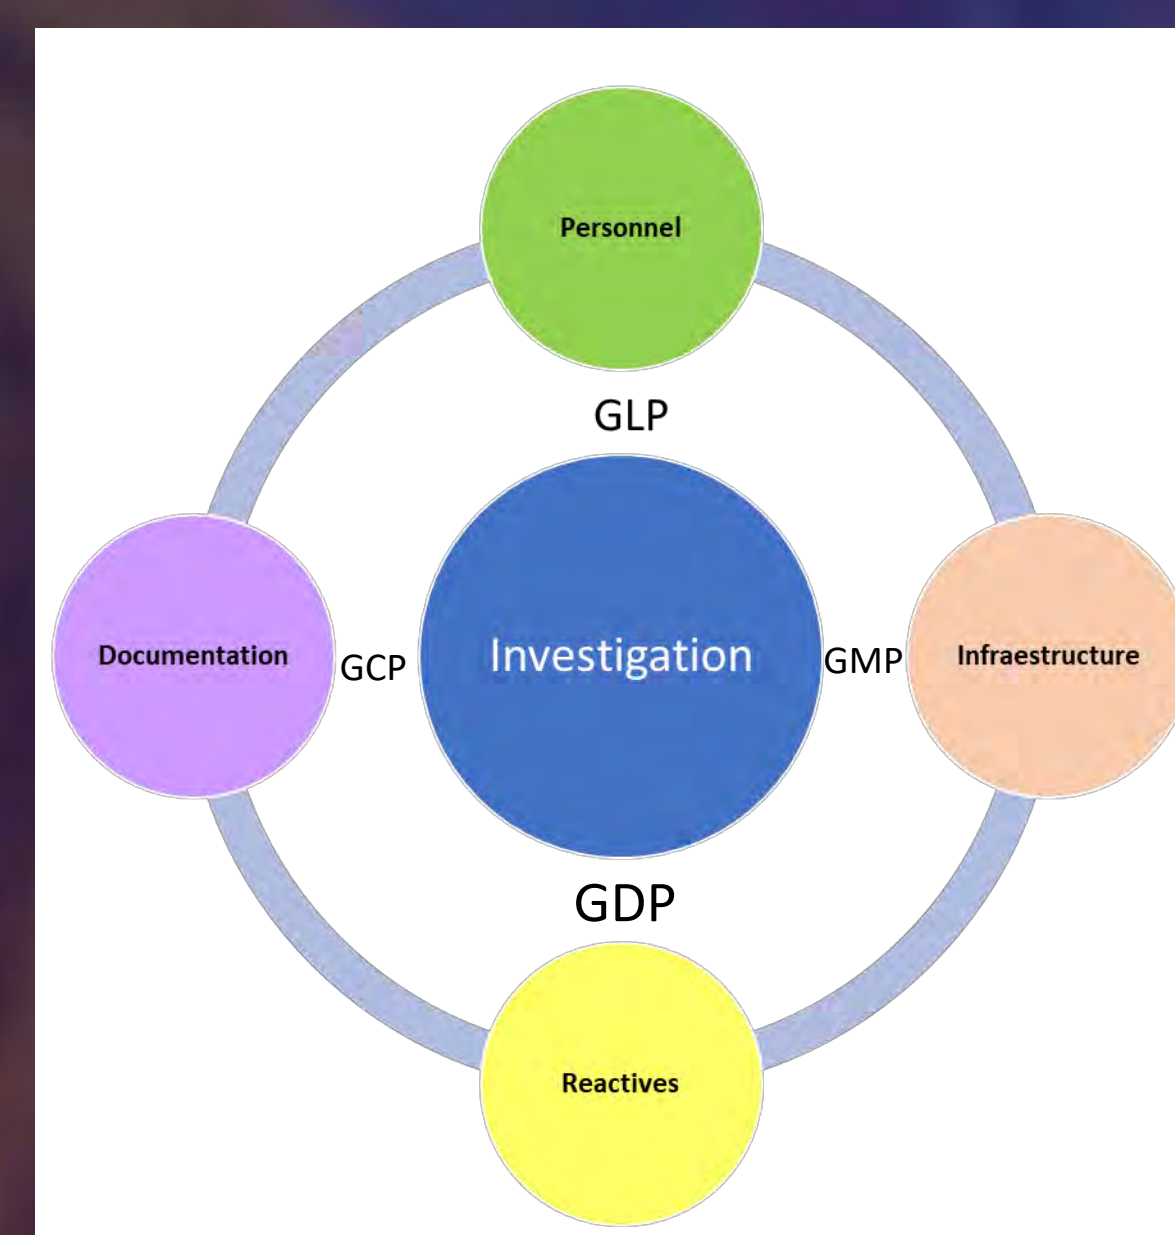 Personnel
GLP
Documentation
GCP
Investigation
GMP
Infraestructure
GDP
Reactives